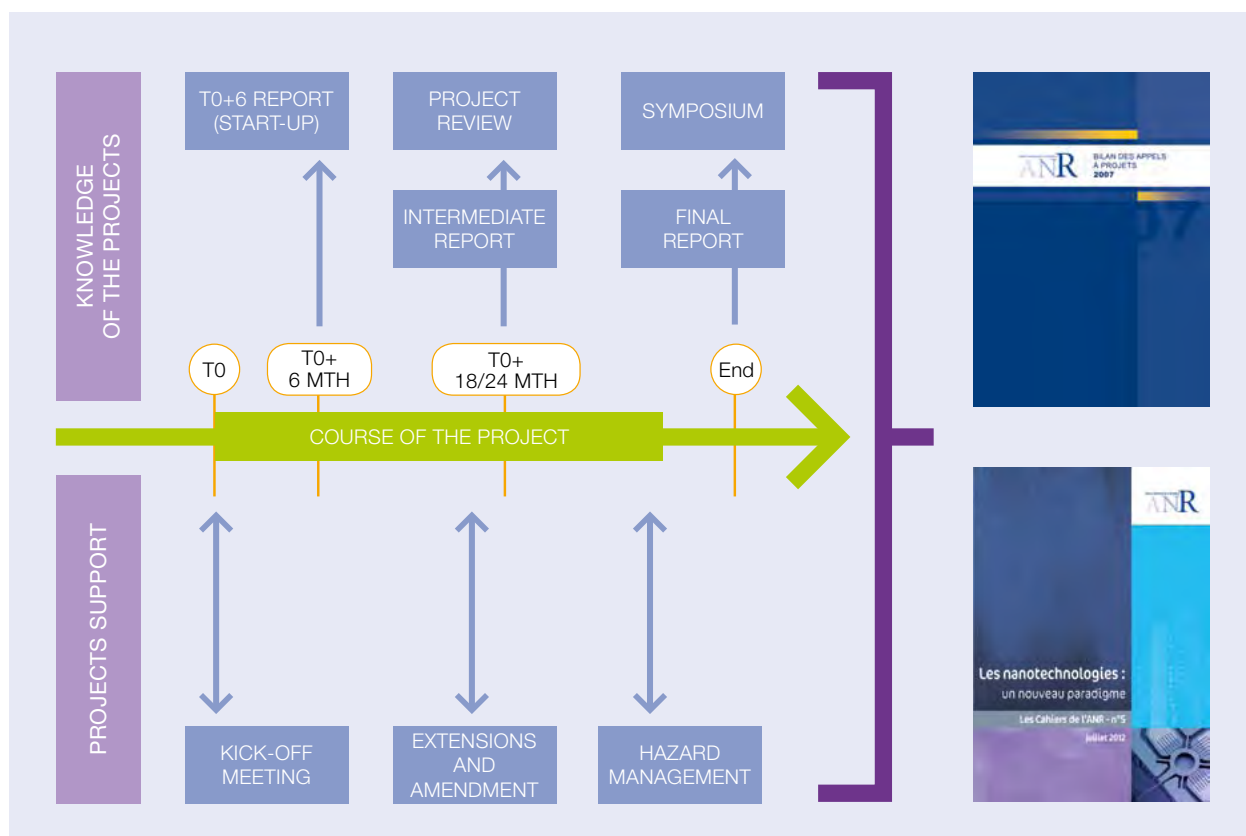 KNOWLEDGE
OF THE PROJECTS
T0+6 REPORT
(START-UP)
PROJECT
REVIEW
SYMPOSIUM
INTERMEDIATE
REPORT
FINAL
REPORT
T0
T0+
6 MTH
T0+
18/24 MTH
End
COURSE OF THE PROJECT
PROJECTS SUPPORT
KICK-OFF
MEETING
EXTENSIONS
AND
AMENDMENT
HAZARD
MANAGEMENT
ANR
BILAN DES APPELS
À PROJETS
2007
07
ANR
Les nanotechnologies :
un nouveau paradigme
Les Cahiers de l'ANR - n°5
juillet 2012